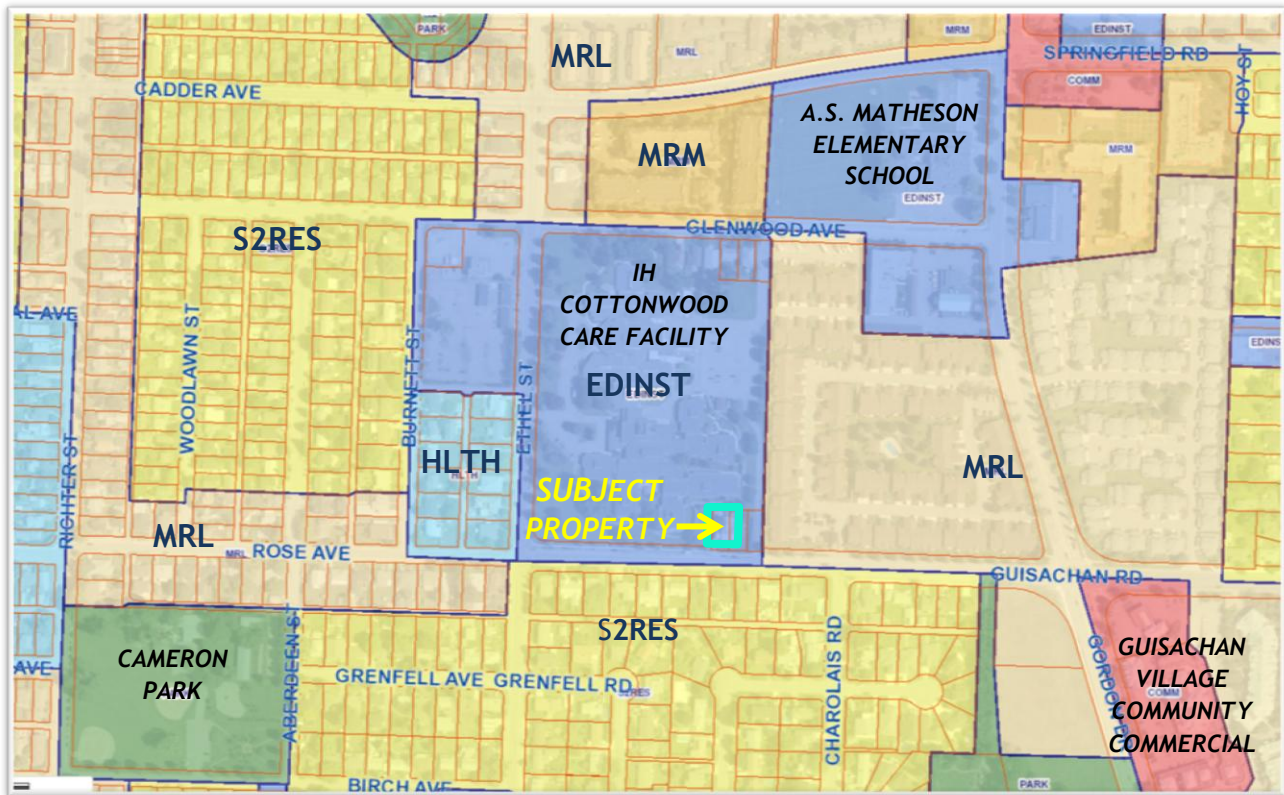 PARK
MRL
MRL
MRM
EDINST
SPRINGFIELD RD
COMM
HOY ST
CADDER AVE
A.S. MATHESON
ELEMENTARY
SCHOOL
EDINST
MRM
MRM
GLENWOOD AVE
S2RES
IH
COTTONWOOD
CARE FACILITY
EDINST
AL AVE
WOODLAWN ST
BURNETT ST
ETHEL ST
EDINS
RICHTER ST
HLTH
HLTH
MRL
SUBJECT
PROPERTY
MRL
MRL
ROSE AVE
GUISACHAN RD
S2RES
CAMERON
PARK
AVE
ABERDEEN ST
GRENFELL AVE GRENFELL RD
S2RES
CHAROLAIS RD
GORDON D
GUISACHAN
VILLAGE
COMM
COMMUNITY
COMMERCIAL
BIRCH AVE
PARK